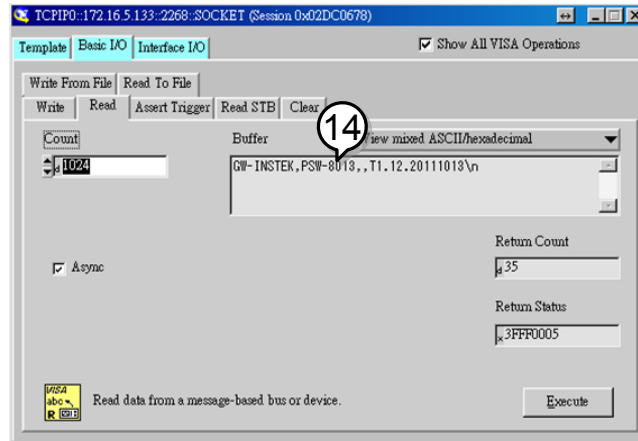 TCPIP0::172.16.5.133::2268::SOCKET (Session 0x02DC0678)
Template Basic I/O Interface I/O
Show All VISA Operations
Write From File Read To File
Write Read Assert Trigger Read STB Clear
14
Count
Buffer
iew mixed ASCII/hexadecimal
d 1024
GW-INSTEK,PSW-8013,,T1.12.20111013\n
Return Count
Async
d 35
Return Status
x 3FFF0005
VISA
abc
R
Read data from a message-based bus or device.
Execute